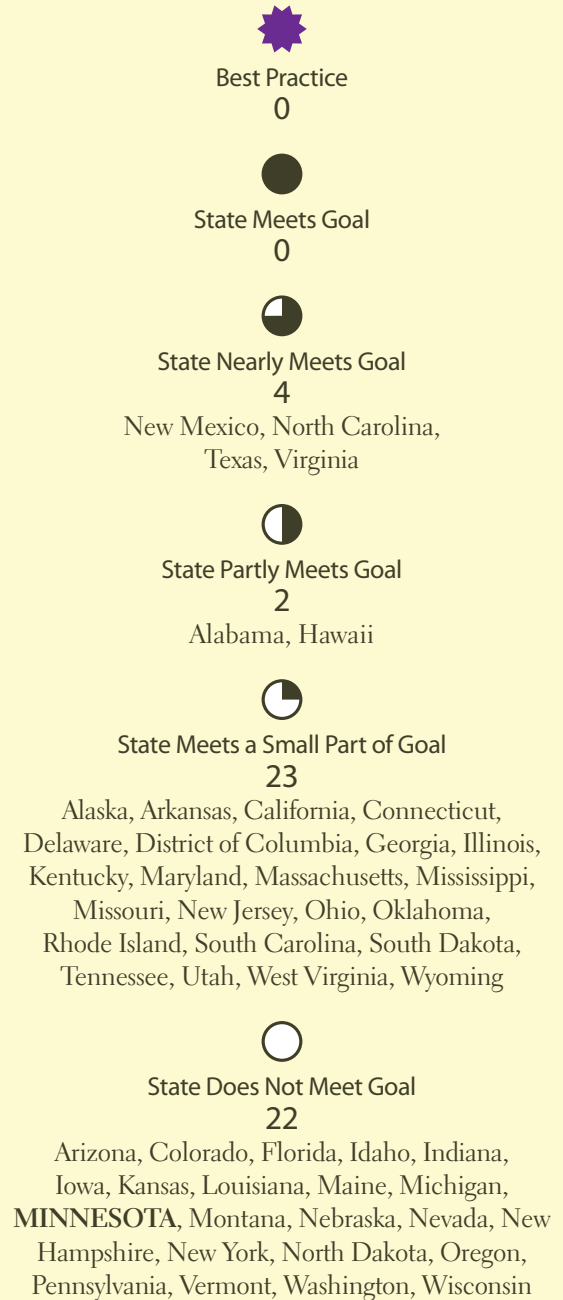 Best Practice
0
State Meets Goal
0
State Nearly Meets Goal
4
New Mexico, North Carolina,
Texas, Virginia
State Partly Meets Goal
2
Alabama, Hawaii
State Meets a Small Part of Goal
23
Alaska, Arkansas, California, Connecticut,
Delaware, District of Columbia, Georgia, Illinois,
Kentucky, Maryland, Massachusetts, Mississippi,
Missouri, New Jersey, Ohio, Oklahoma,
Rhode Island, South Carolina, South Dakota,
Tennessee, Utah, West Virginia, Wyoming
State Does Not Meet Goal
22
Arizona, Colorado, Florida, Idaho, Indiana,
Iowa, Kansas, Louisiana, Maine, Michigan,
MINNESOTA, Montana, Nebraska, Nevada, New
Hampshire, New York, North Dakota, Oregon,
Pennsylvania, Vermont, Washington, Wisconsin